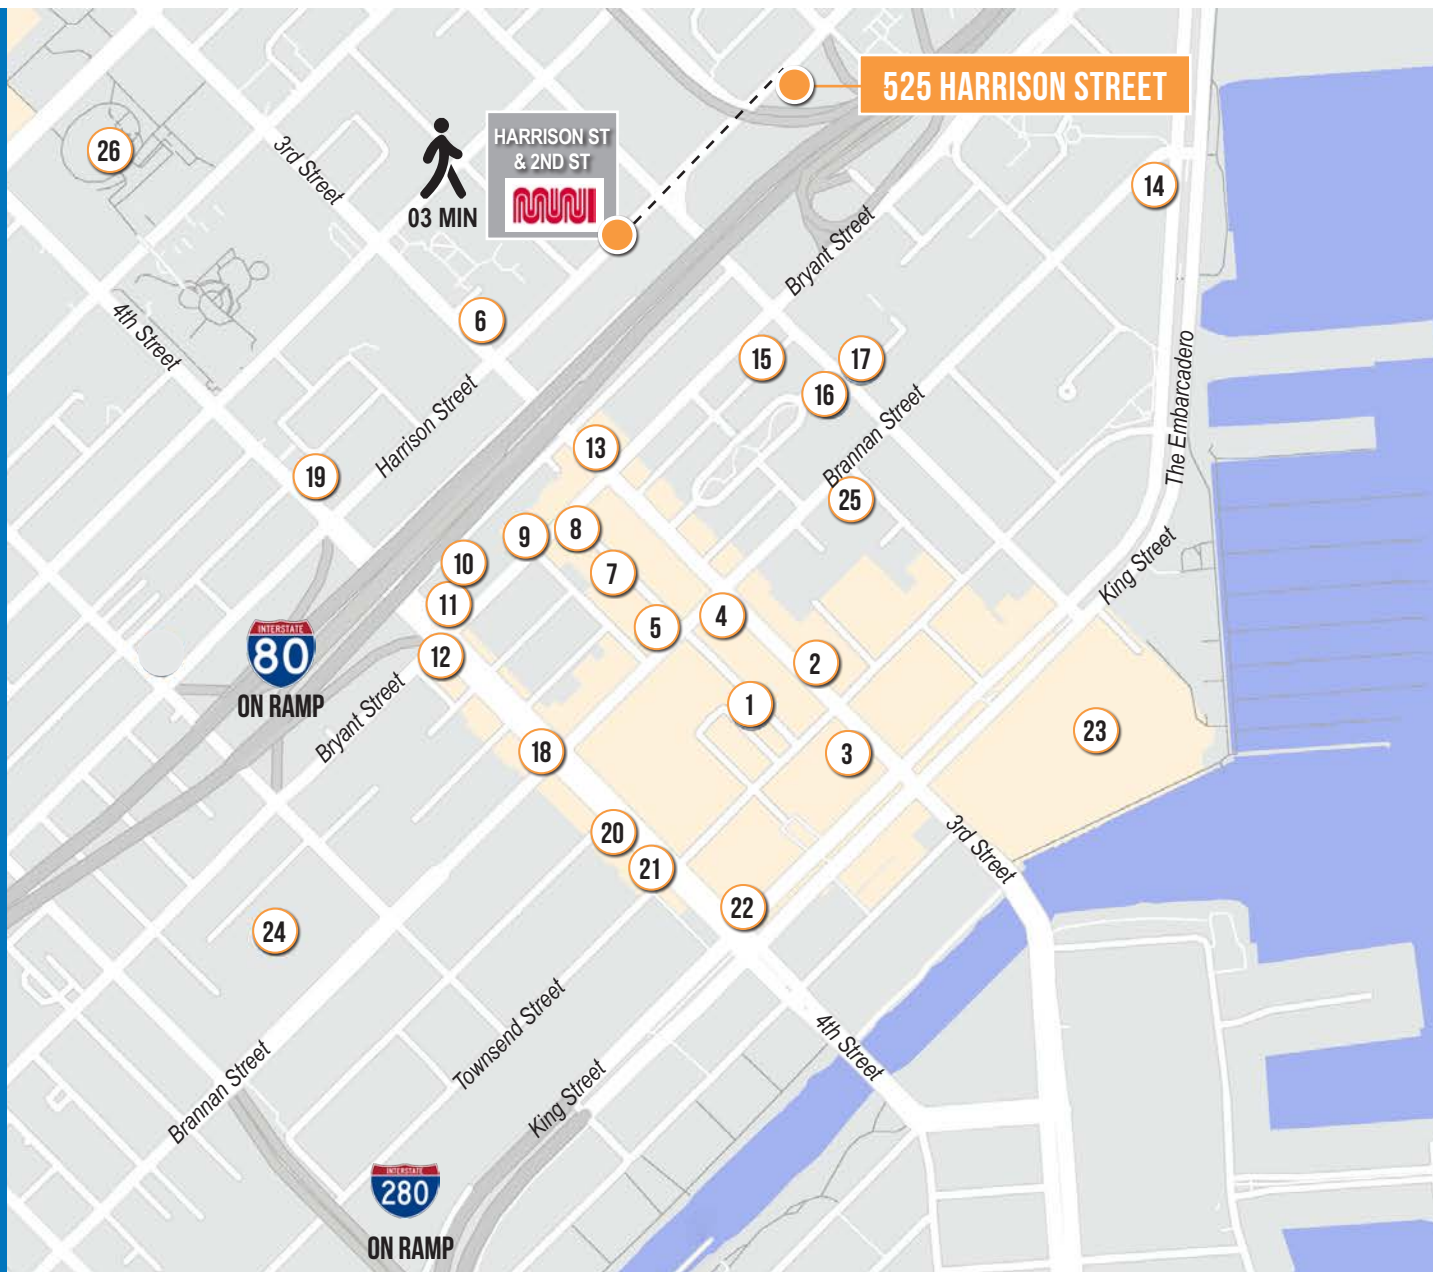 525 HARRISON STREET
HARRISON ST
& 2ND ST
MUNI
03 MIN
26
3rd Street
14
Bryant Street
6
4th Street
15
17
16
The Embarcadero
Harrison Street
Brannan Street
13
19
25
8
9
10
7
King Street
11
4
5
12
2
INTERSTATE
80
ON RAMP
1
Bryant Street
23
18
3
20
3rd Street
21
22
24
Townsend Street
4th Street
Brannan Street
King Street
INTERSTATE
280
ON RAMP